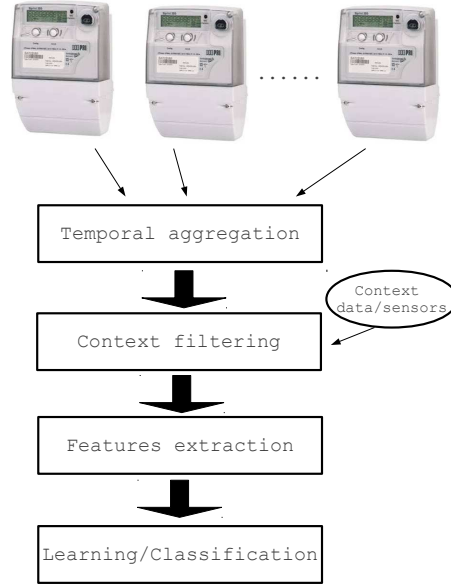 Temporal aggregation
Context
data/sensors
Context filtering
Features extraction
Learning/Classification